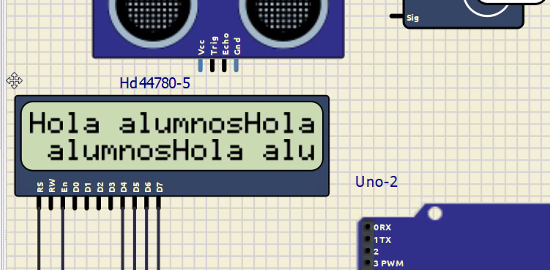 Vcc
Trig
Echo
Gnd
Sig
Hd44780-5
Hola alumnosHola
alumnosHola alu
RS
RW
En
D0
D1
D2
D3
D4
D5
D6
D7
Uno-2
0RX
1TX
2
3 PWM